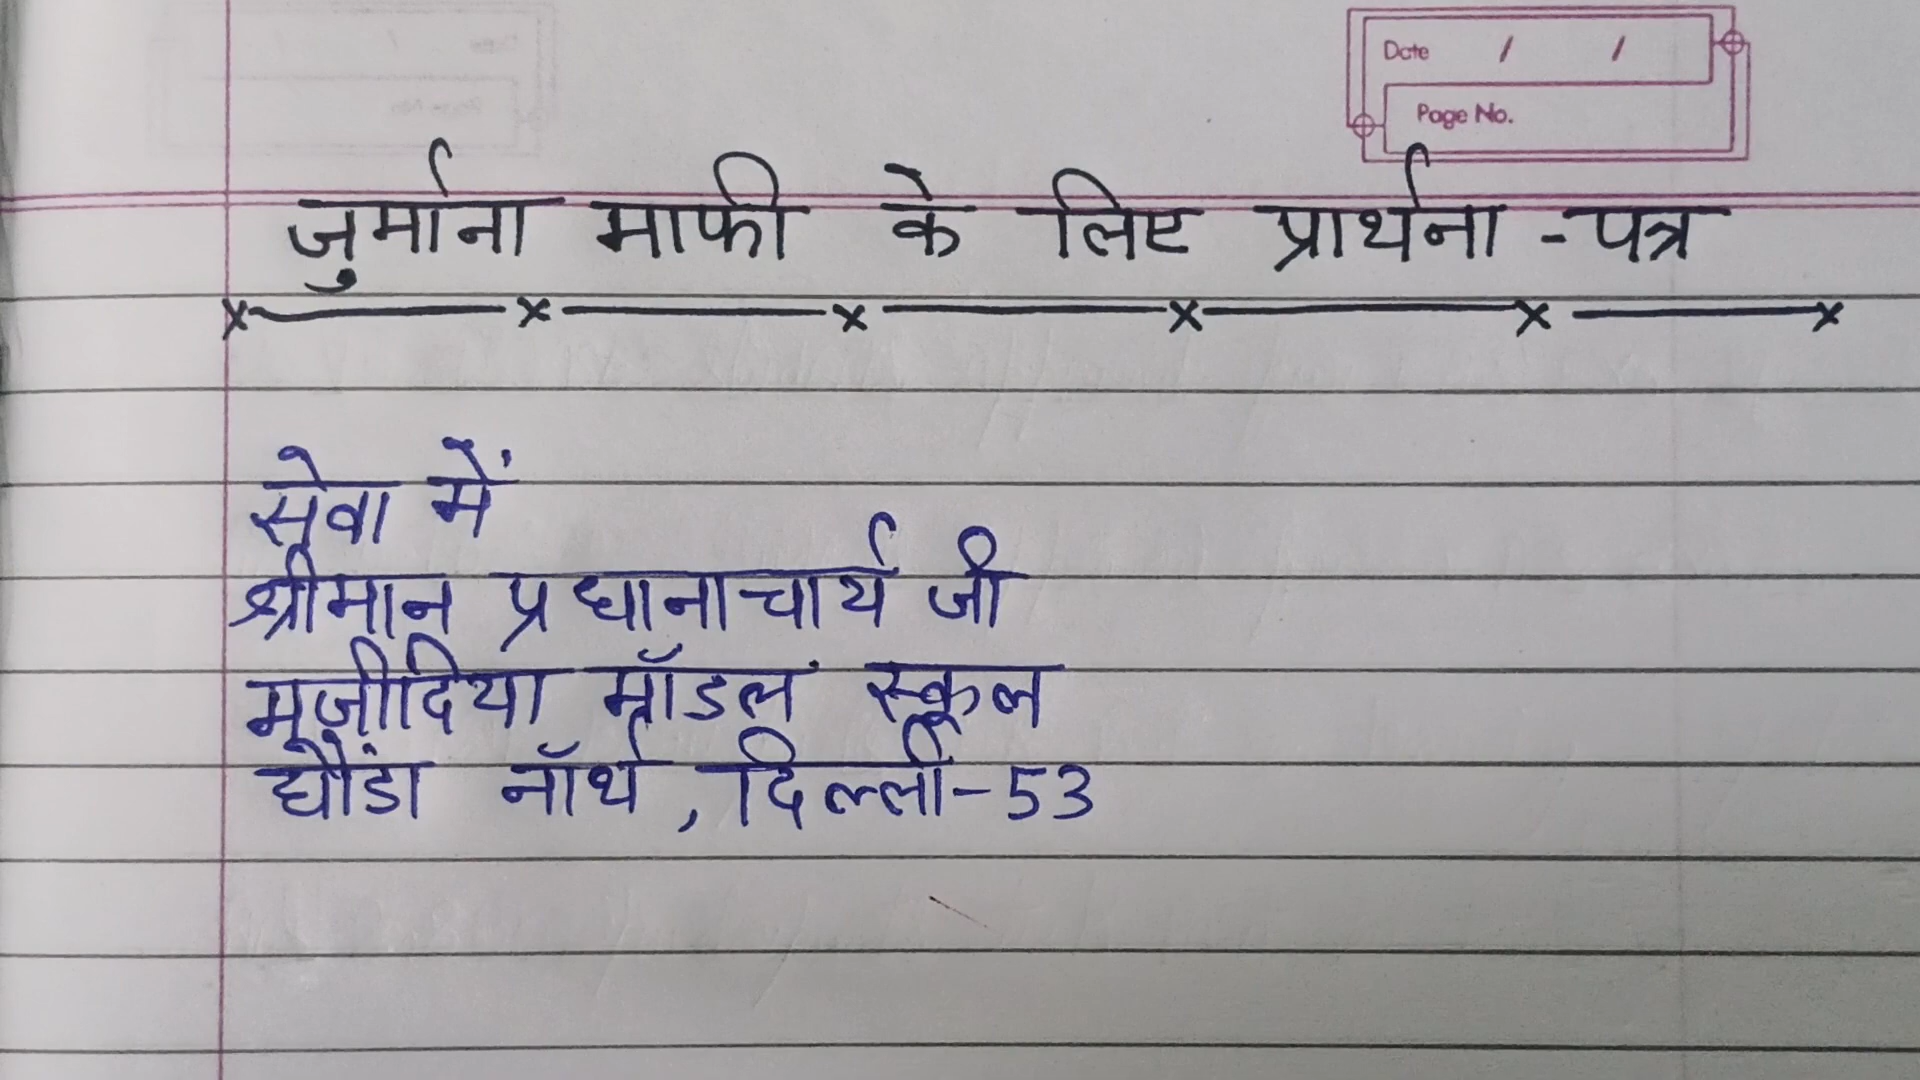 Date / /
Page No.
जुर्माना माफी के लिए प्रार्थना - पत्र
सेवा में
श्रीमान प्रधानाचार्य जी
मूजीदिया मॉडल स्कूल
घौंडा नॉर्थ, दिल्ली-53